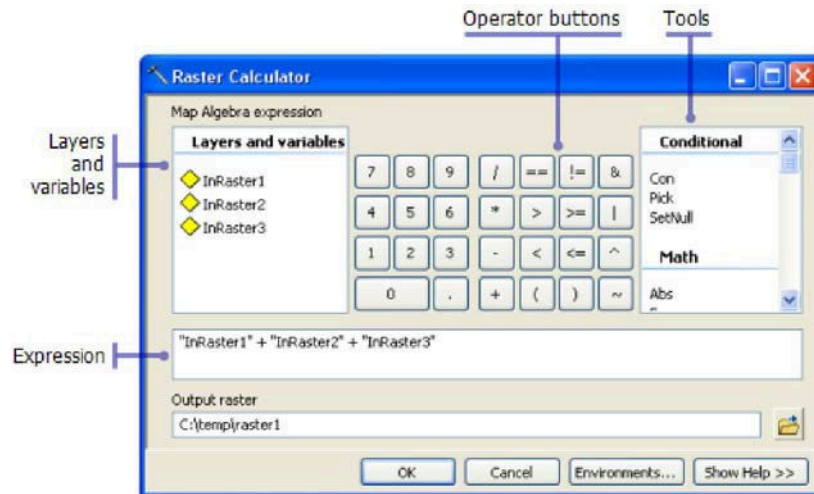 Operator buttons
Tools
Raster Calculator
Map Algebra expression
Layers and variables
Layers
and
variables
InRaster1
InRaster2
InRaster3
7 8 9 / == != &
4 5 6 * > >= |
1 2 3 - < <= ^
0 . + ( ) ~
Conditional
Con
Pick
SetNull
Math
Abs
Expression
"InRaster1" + "InRaster2" + "InRaster3"
Output raster
C:\temp\raster1
OK
Cancel
Environments...
Show Help >>